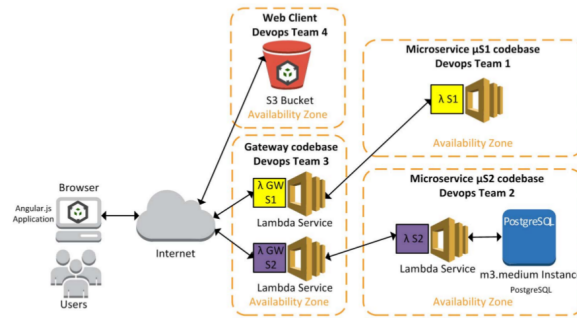 Web Client
Devops Team 4
S3 Bucket
Availability Zone
Microservice µS1 codebase
Devops Team 1
λ S1
Availability Zone
Gateway codebase
Devops Team 3
λ GW
S1
Lambda Service
λ GW
S2
Lambda Service
Availability Zone
Microservice µS2 codebase
Devops Team 2
λ S2
Lambda Service
PostgreSQL
m3.medium Instance
PostgreSQL
Availability Zone
Browser
Angular.js
Application
Internet
Users